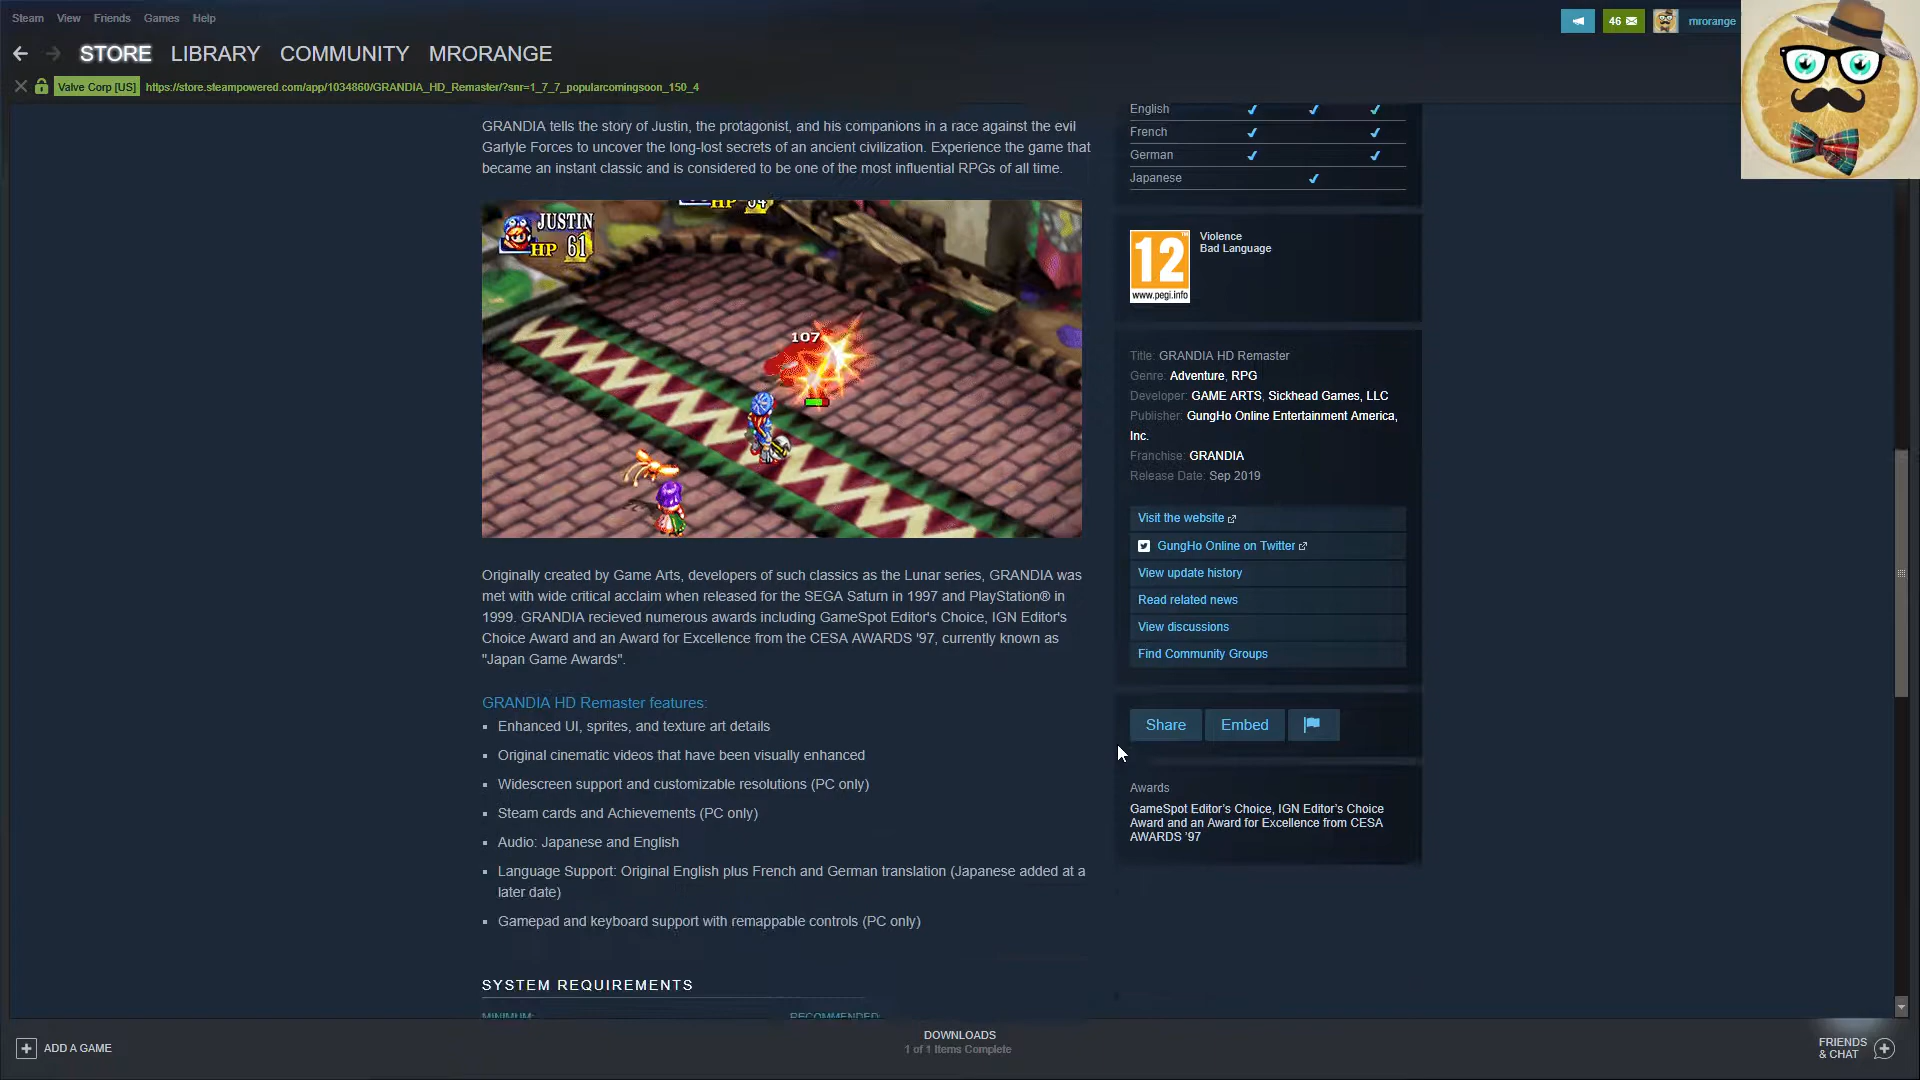 Steam View Friends Games Help
46
mrorange
STORE LIBRARY COMMUNITY MRORANGE
Valve Corp [US] https://store.steampowered.com/app/1034860/GRANDIA_HD_Remaster/?snr=1_7_7_popularcomingsoon_150_4
GRANDIA tells the story of Justin, the protagonist, and his companions in a race against the evil
Garlyle Forces to uncover the long-lost secrets of an ancient civilization. Experience the game that
became an instant classic and is considered to be one of the most influential RPGs of all time.
JUSTIN
HP 61
HP 54
107
Originally created by Game Arts, developers of such classics as the Lunar series, GRANDIA was
met with wide critical acclaim when released for the SEGA Saturn in 1997 and PlayStation® in
1999. GRANDIA recieved numerous awards including GameSpot Editor's Choice, IGN Editor's
Choice Award and an Award for Excellence from the CESA AWARDS '97, currently known as
"Japan Game Awards".
GRANDIA HD Remaster features:
▪ Enhanced UI, sprites, and texture art details
▪ Original cinematic videos that have been visually enhanced
▪ Widescreen support and customizable resolutions (PC only)
▪ Steam cards and Achievements (PC only)
▪ Audio: Japanese and English
▪ Language Support: Original English plus French and German translation (Japanese added at a
later date)
▪ Gamepad and keyboard support with remappable controls (PC only)
SYSTEM REQUIREMENTS
MINIMUM: RECOMMENDED:
English ✔ ✔ ✔
French ✔ ✔
German ✔ ✔
Japanese ✔
12
www.pegi.info
Violence
Bad Language
Title: GRANDIA HD Remaster
Genre: Adventure, RPG
Developer: GAME ARTS, Sickhead Games, LLC
Publisher: GungHo Online Entertainment America,
Inc.
Franchise: GRANDIA
Release Date: Sep 2019
Visit the website
GungHo Online on Twitter
View update history
Read related news
View discussions
Find Community Groups
Share Embed
Awards
GameSpot Editor's Choice, IGN Editor's Choice
Award and an Award for Excellence from CESA
AWARDS '97
ADD A GAME
DOWNLOADS
1 of 1 Items Complete
FRIENDS
& CHAT